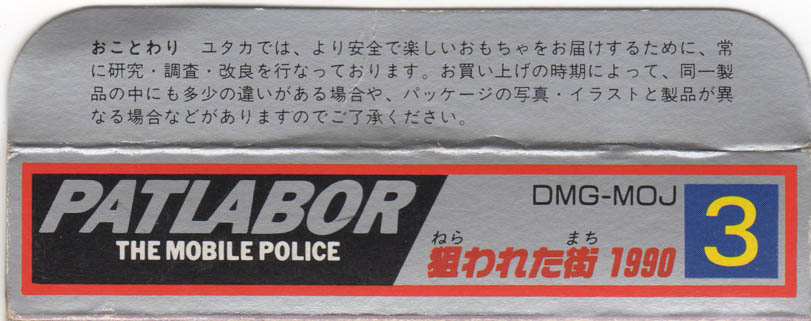 おことわり　ユタカでは、より安全で楽しいおもちゃをお届けするために、常
に研究・調査・改良を行なっております。お買い上げの時期によって、同一製
品の中にも多少の違いがある場合や、パッケージの写真・イラストと製品が異
なる場合などがありますのでご了承ください。
PATLABOR
THE MOBILE POLICE
DMG-MOJ
ねら まち
狙われた街 1990
3